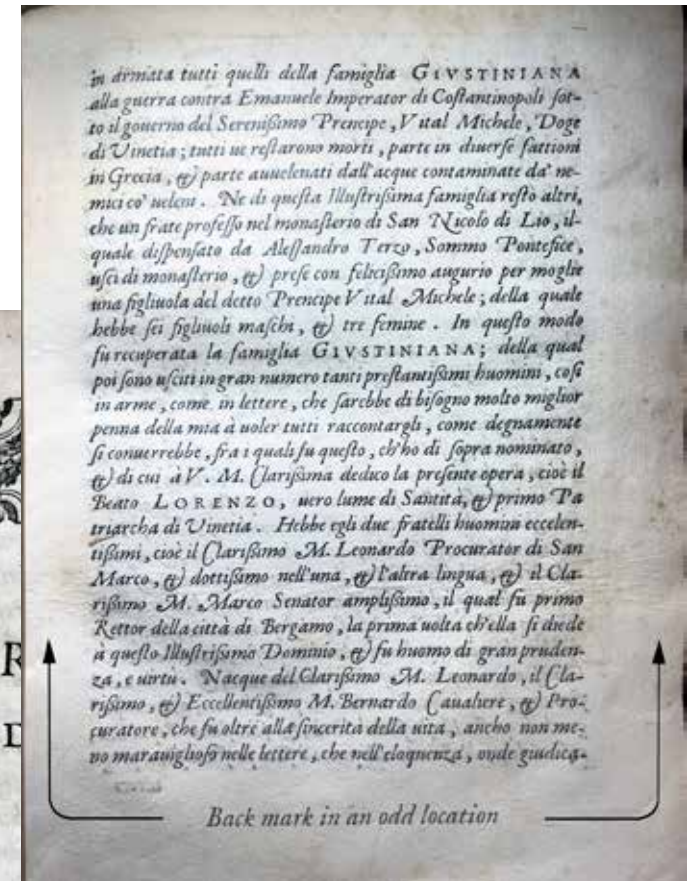 in armata tutti quelli della famiglia GIVSTINIANA
alla guerra contra Emanuele Imperator di Coſtantinopoli ſot-
to il gouerno del Sereniſſimo Prencipe, Vital Michele, Doge
di Vinetia; tutti ue reſtarono morti, parte in diuerſe fattioni
in Grecia, & parte auuelenati dall'acque contaminate da' ne-
mici co' ueleni. Ne di queſta Illuſtriſſima famiglia reſto altri,
che un frate profeſſo nel monaſterio di San Nicolo di Lio, il-
quale diſpenſato da Aleſſandro Terzo, Sommo Pontefice,
uſci di monaſterio, & preſe con feliciſſimo augurio per moglie
una figliuola del detto Prencipe Vital Michele; della quale
hebbe ſei figliuoli maſchi, & tre femine. In queſto modo
fu recuperata la famiglia GIVSTINIANA; della qual
poi ſono uſciti in gran numero tanti preſtantiſſimi huomini, coſi
in arme, come in lettere, che ſarebbe di biſogno molto miglior
penna della mia à uoler tutti raccontargli, come degnamente
ſi conuerrebbe, fra i quali fu queſto, ch'ho di ſopra nominato,
& di cui à V. M. Clariſſima dedico la preſente opera, cioè il
Beato LORENZO, uero lume di Santità, & primo Pa
triarcha di Vinetia. Hebbe egli due fratelli huomini eccelen-
tiſſimi, cioè il Clariſſimo M. Leonardo Procurator di San
Marco, & dottiſſimo nell'una, & l'altra lingua, & il Cla-
riſſimo M. Marco Senator ampliſſimo, il qual fu primo
Rettor della città di Bergamo, la prima uolta ch'ella ſi diede
à queſto Illuſtriſſimo Dominio, & fu huomo di gran pruden-
za, e uirtu. Nacque del Clariſſimo M. Leonardo, il Cla-
riſſimo, & Eccellentiſſimo M. Bernardo Caualiere, & Pro-
curatore, che fu oltre alla ſincerita della uita, ancho non me-
no marauiglioſo nelle lettere, che nell'eloquenza, onde giudica-
Back mark in an odd location